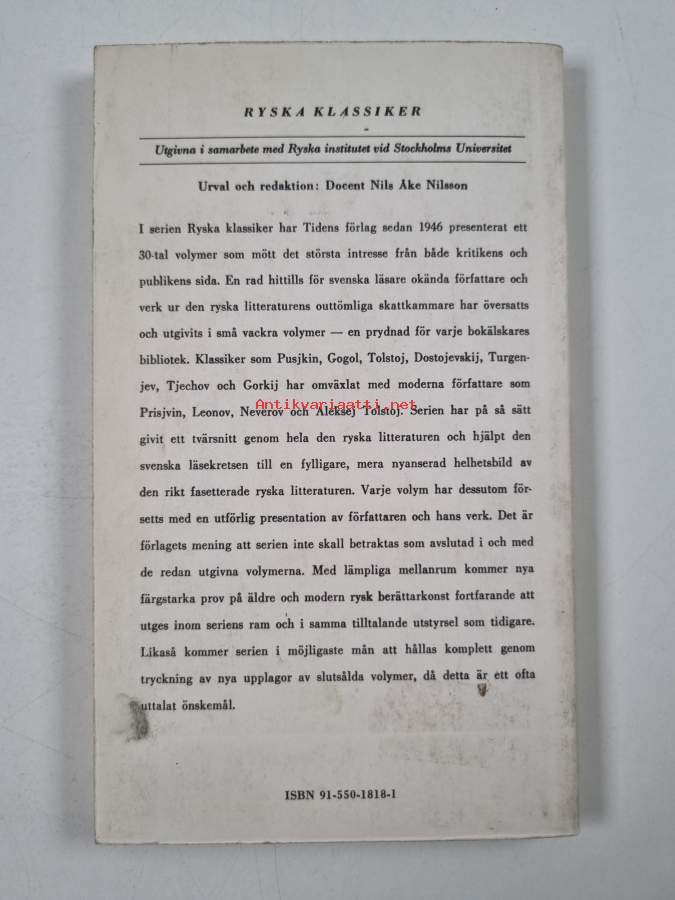 RYSKA KLASSIKER
Utgivna i samarbete med Ryska institutet vid Stockholms Universitet
Urval och redaktion: Docent Nils Åke Nilsson
I serien Ryska klassiker har Tidens förlag sedan 1946 presenterat ett
30-tal volymer som mött det största intresse från både kritikens och
publikens sida. En rad hittills för svenska läsare okända författare och
verk ur den ryska litteraturens outtömliga skattkammare har översatts
och utgivits i små vackra volymer — en prydnad för varje bokälskares
bibliotek. Klassiker som Pusjkin, Gogol, Tolstoj, Dostojevskij, Turgen-
jev, Tjechov och Gorkij har omväxlat med moderna författare som
Antikvariaatti.net
Prisjvin, Leonov, Neverov och Aleksej Tolstoj. Serien har på så sätt
givit ett tvärsnitt genom hela den ryska litteraturen och hjälpt den
svenska läsekretsen till en fylligare, mera nyanserad helhetsbild av
den rikt fasetterade ryska litteraturen. Varje volym har dessutom för-
setts med en utförlig presentation av författaren och hans verk. Det är
förlagets mening att serien inte skall betraktas som avslutad i och med
de redan utgivna volymerna. Med lämpliga mellanrum kommer nya
färgstarka prov på äldre och modern rysk berättarkonst fortfarande att
utges inom seriens ram och i samma tilltalande utstyrsel som tidigare.
Likaså kommer serien i möjligaste mån att hållas komplett genom
tryckning av nya upplagor av slutsålda volymer, då detta är ett ofta
uttalat önskemål.
ISBN 91-550-1818-1